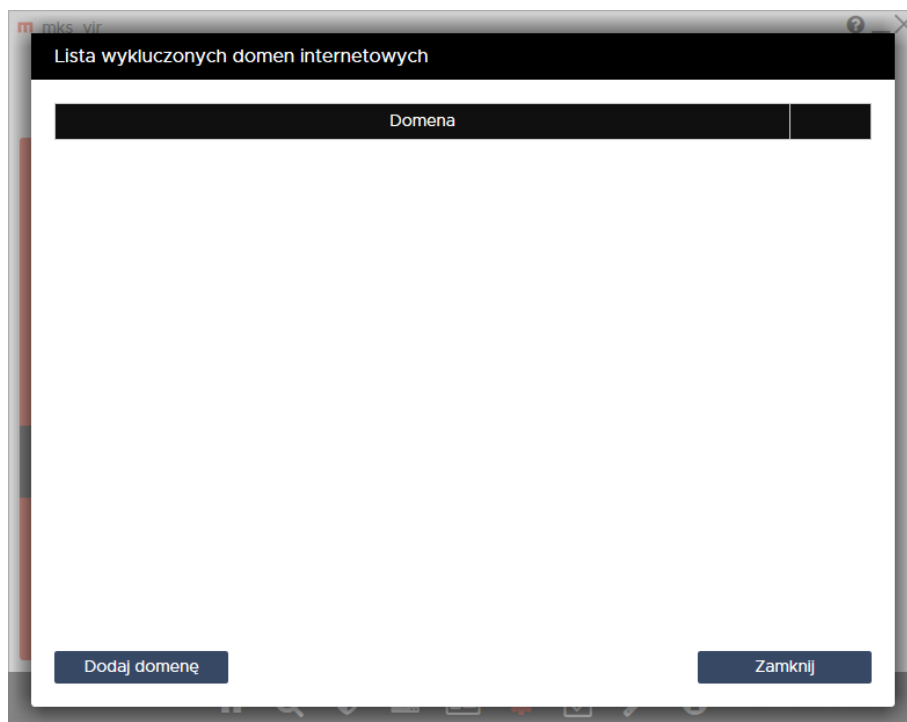 mks_vir
Lista wykluczonych domen internetowych
Domena
Dodaj domenę
Zamknij